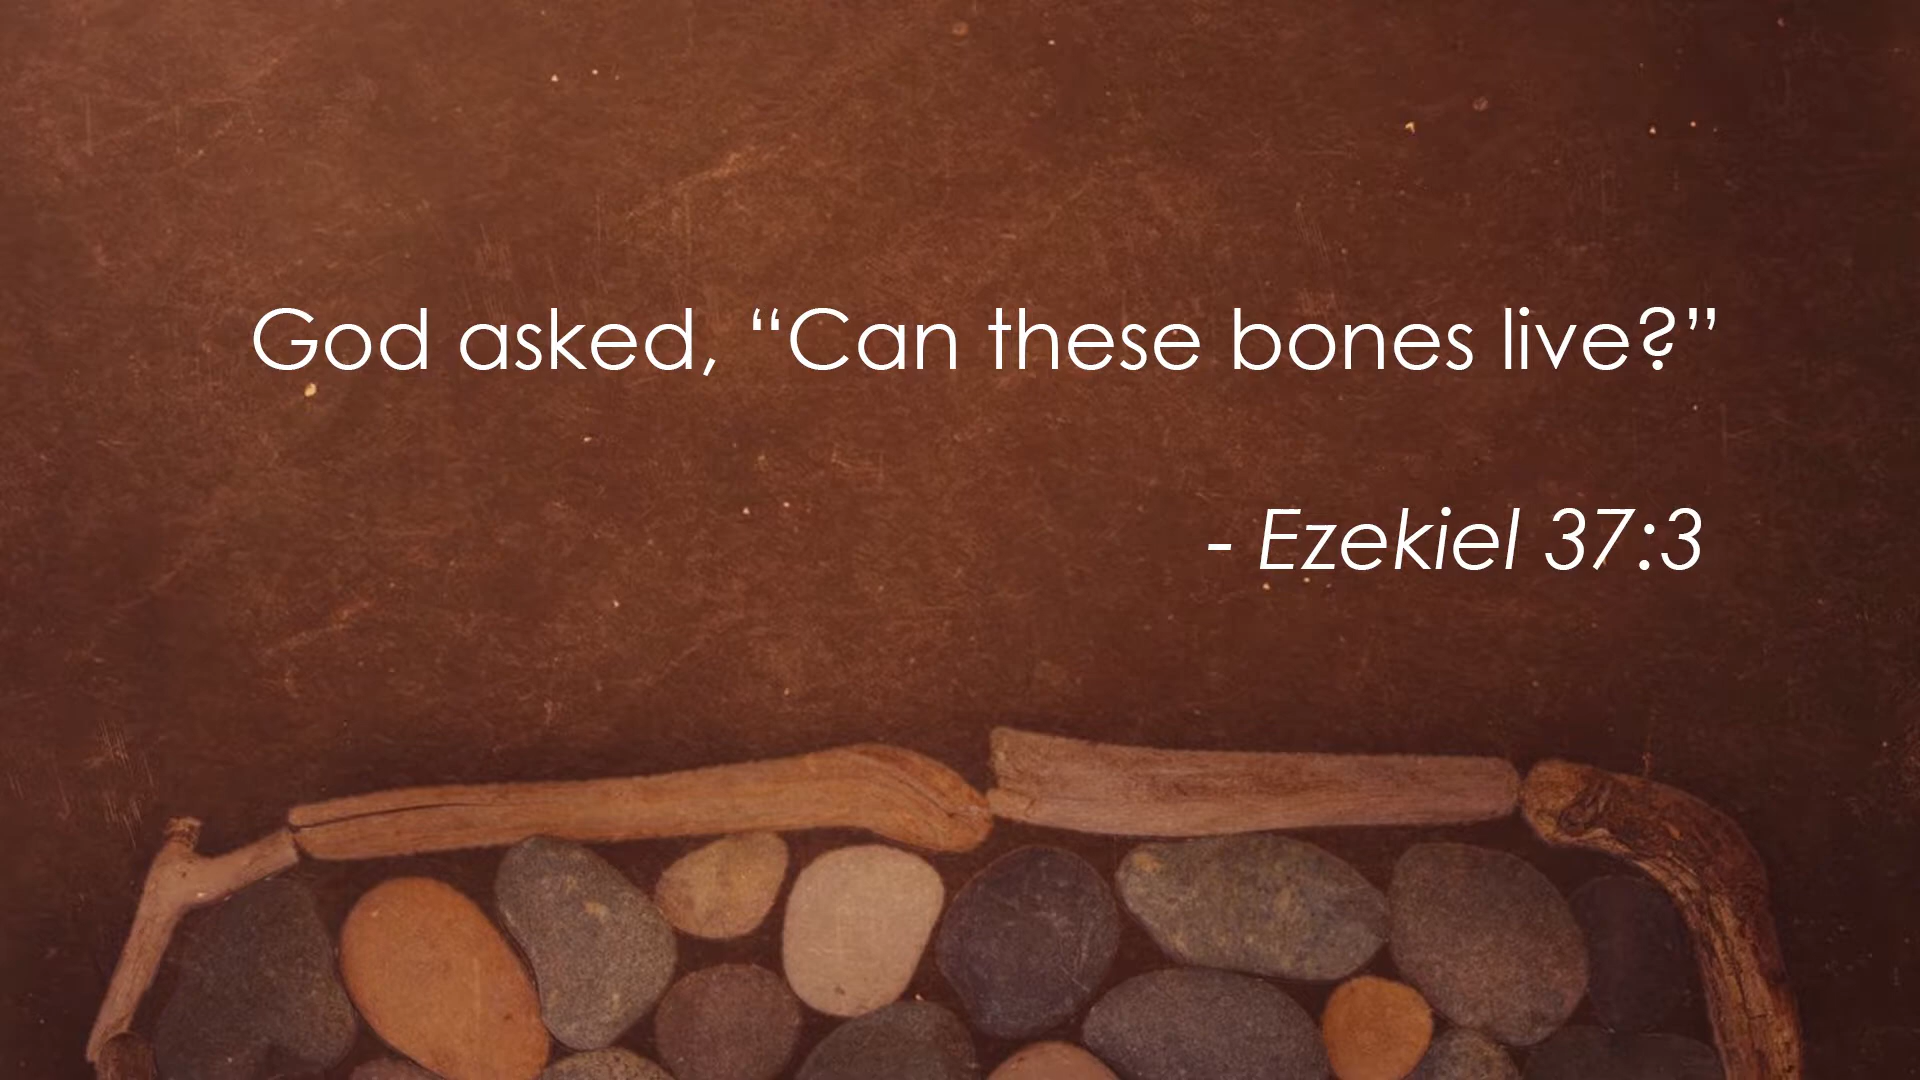 God asked, “Can these bones live?”
- Ezekiel 37:3